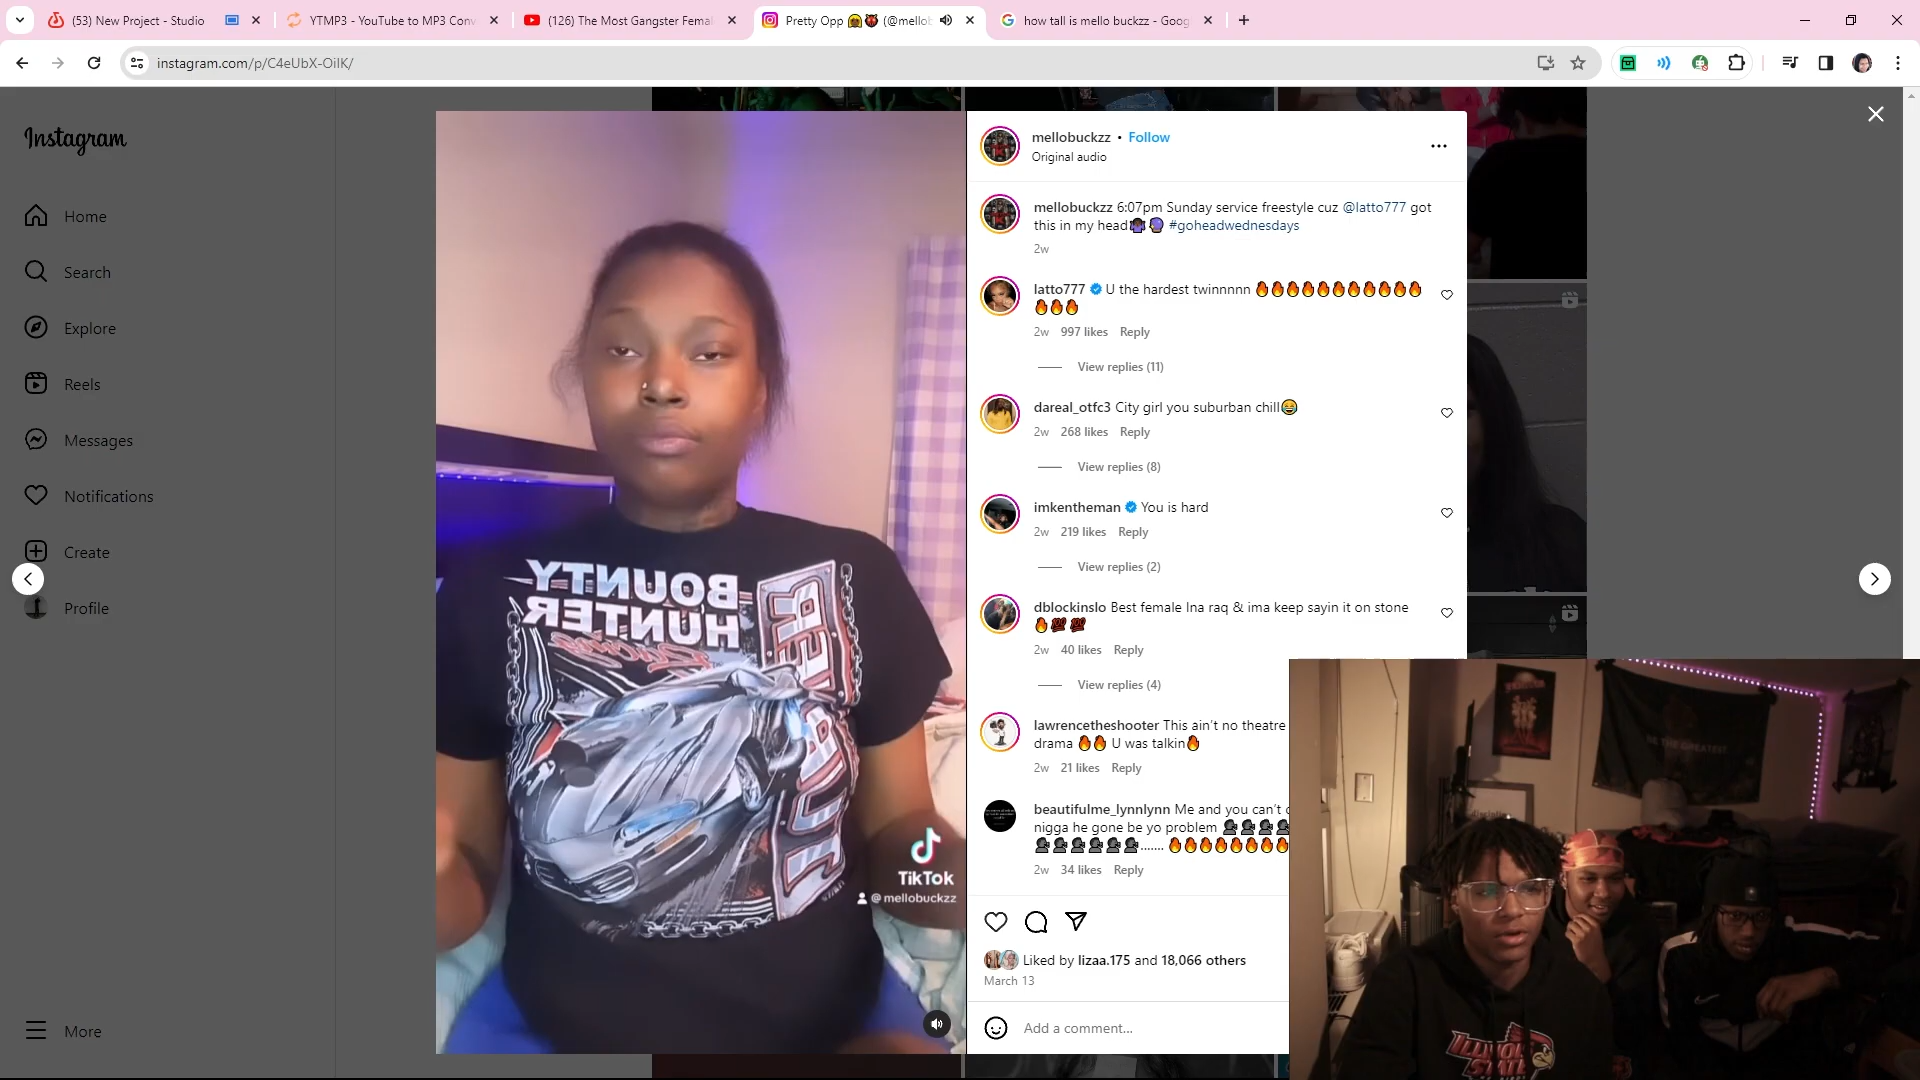 (53) New Project - Studio
YTMP3 - YouTube to MP3 Conv
(126) The Most Gangster Femal
Pretty Opp 🙆🏾‍♀️👹 (@mellob
how tall is mello buckzz - Goog
instagram.com/p/C4eUbX-OilK/
Instagram
Home
Search
Explore
Reels
Messages
Notifications
Create
Profile
More
BOUNTY
HUNTER
TikTok
@mellobuckzz
mellobuckzz • Follow
Original audio
mellobuckzz 6:07pm Sunday service freestyle cuz @latto777 got
this in my head🤷🏿‍♀️🔮 #goheadwednesdays
2w
latto777 U the hardest twinnnnn 🔥🔥🔥🔥🔥🔥🔥🔥🔥🔥🔥
🔥🔥🔥
2w 997 likes Reply
View replies (11)
dareal_otfc3 City girl you suburban chill😂
2w 268 likes Reply
View replies (8)
imkentheman You is hard
2w 219 likes Reply
View replies (2)
dblockinslo Best female Ina raq & ima keep sayin it on stone
🔥💯💯
2w 40 likes Reply
View replies (4)
lawrencetheshooter This ain't no theatre
drama 🔥🔥 U was talkin🔥
2w 21 likes Reply
beautifulme_lynnlynn Me and you can't
nigga he gone be yo problem 🗣🗣🗣🗣
🗣🗣🗣🗣🗣🗣🗣....... 🔥🔥🔥🔥🔥🔥🔥🔥
2w 34 likes Reply
Liked by lizaa.175 and 18,066 others
March 13
Add a comment...
BE THE GREATEST
ILLINOIS
STATE